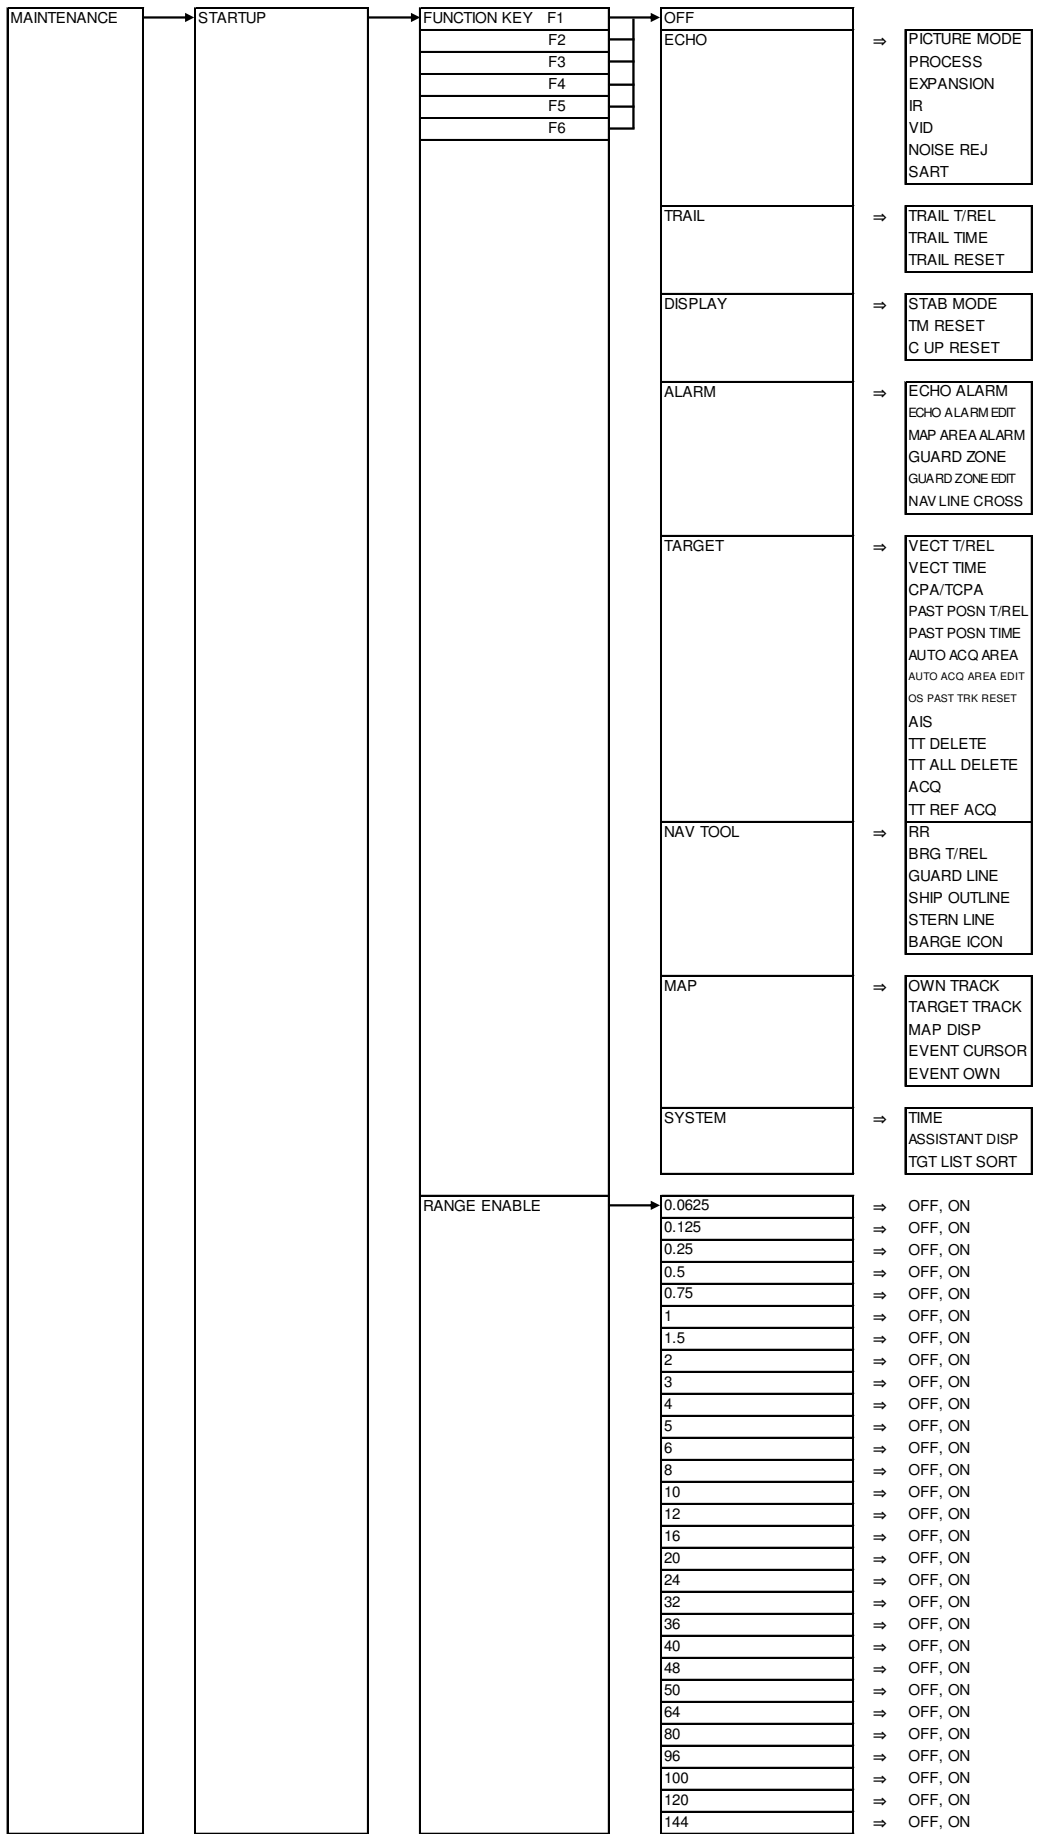 MAINTENANCE STARTUP FUNCTION KEY F1 OFF
F2 ECHO ⇒ PICTURE MODE
F3 PROCESS
F4 EXPANSION
F5 IR
F6 VID
NOISE REJ
SART
TRAIL ⇒ TRAIL T/REL
TRAIL TIME
TRAIL RESET
DISPLAY ⇒ STAB MODE
TM RESET
C UP RESET
ALARM ⇒ ECHO ALARM
ECHO ALARM EDIT
MAP AREA ALARM
GUARD ZONE
GUARD ZONE EDIT
NAV LINE CROSS
TARGET ⇒ VECT T/REL
VECT TIME
CPA/TCPA
PAST POSN T/REL
PAST POSN TIME
AUTO ACQ AREA
AUTO ACQ AREA EDIT
OS PAST TRK RESET
AIS
TT DELETE
TT ALL DELETE
ACQ
TT REF ACQ
NAV TOOL ⇒ RR
BRG T/REL
GUARD LINE
SHIP OUTLINE
STERN LINE
BARGE ICON
MAP ⇒ OWN TRACK
TARGET TRACK
MAP DISP
EVENT CURSOR
EVENT OWN
SYSTEM ⇒ TIME
ASSISTANT DISP
TGT LIST SORT
RANGE ENABLE 0.0625 ⇒ OFF, ON
0.125 ⇒ OFF, ON
0.25 ⇒ OFF, ON
0.5 ⇒ OFF, ON
0.75 ⇒ OFF, ON
1 ⇒ OFF, ON
1.5 ⇒ OFF, ON
2 ⇒ OFF, ON
3 ⇒ OFF, ON
4 ⇒ OFF, ON
5 ⇒ OFF, ON
6 ⇒ OFF, ON
8 ⇒ OFF, ON
10 ⇒ OFF, ON
12 ⇒ OFF, ON
16 ⇒ OFF, ON
20 ⇒ OFF, ON
24 ⇒ OFF, ON
32 ⇒ OFF, ON
36 ⇒ OFF, ON
40 ⇒ OFF, ON
48 ⇒ OFF, ON
50 ⇒ OFF, ON
64 ⇒ OFF, ON
80 ⇒ OFF, ON
96 ⇒ OFF, ON
100 ⇒ OFF, ON
120 ⇒ OFF, ON
144 ⇒ OFF, ON